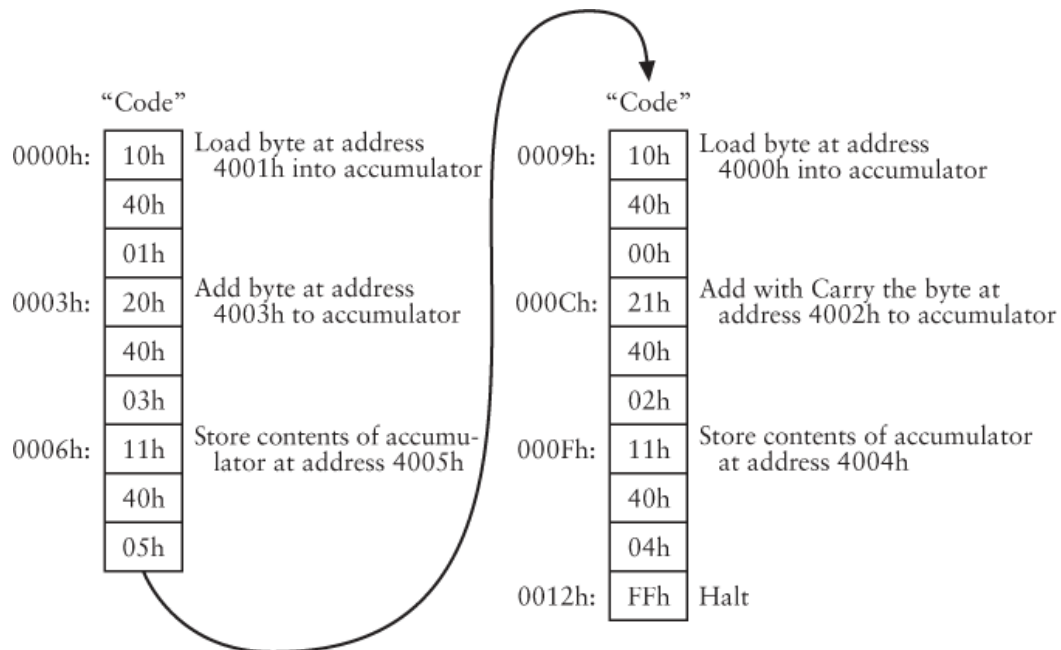 “Code”
0000h: 10h Load byte at address
4001h into accumulator
40h
01h
0003h: 20h Add byte at address
4003h to accumulator
40h
03h
0006h: 11h Store contents of accumu-
lator at address 4005h
40h
05h
“Code”
0009h: 10h Load byte at address
4000h into accumulator
40h
00h
000Ch: 21h Add with Carry the byte at
address 4002h to accumulator
40h
02h
000Fh: 11h Store contents of accumulator
at address 4004h
40h
04h
0012h: FFh Halt